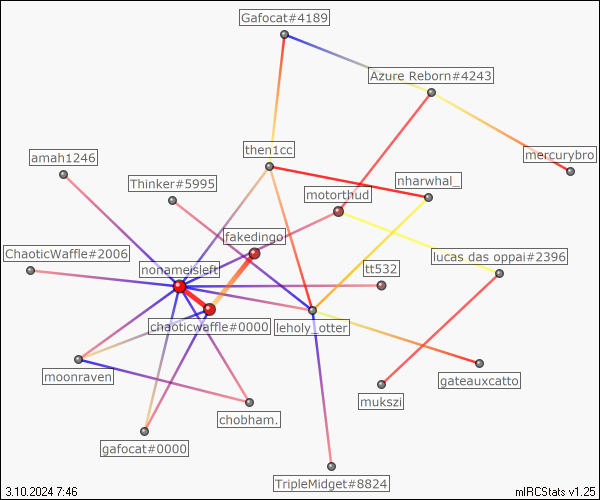 Gafocat#4189
Azure Reborn#4243
then1cc
mercurybro
amah1246
Thinker#5995
nharwhal_
motorthud
fakedingo
ChaoticWaffle#2006
lucas das oppai#2396
nonameisleft
tt532
chaoticwaffle#0000
leholy_otter
moonraven
gateauxcatto
mukszi
chobham.
gafocat#0000
TripleMidget#8824
3.10.2024 7:46
mIRCStats v1.25